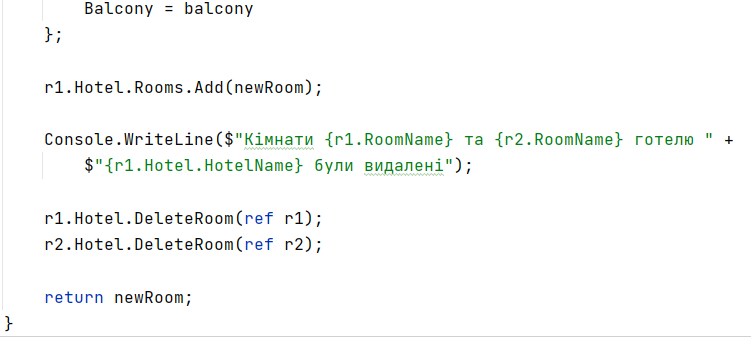 Balcony = balcony
};
r1.Hotel.Rooms.Add(newRoom);
Console.WriteLine($"Кімнати {r1.RoomName} та {r2.RoomName} готелю " +
$"{r1.Hotel.HotelName} були видалені");
r1.Hotel.DeleteRoom(ref r1);
r2.Hotel.DeleteRoom(ref r2);
return newRoom;
}